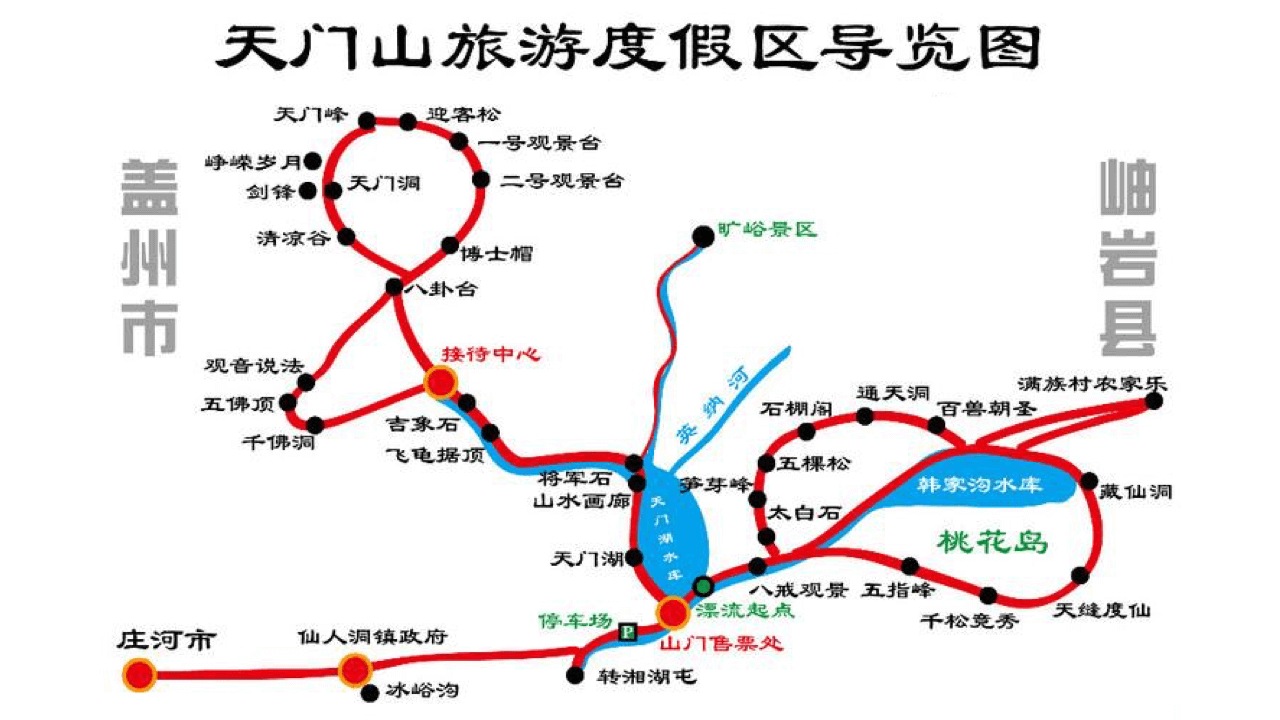 天门山旅游度假区导览图
盖州市
岫岩县
天门峰
迎客松
一号观景台
峥嵘岁月
二号观景台
剑锋
天门洞
清凉谷
博士帽
旷峪景区
八卦台
接待中心
观音说法
五佛顶
千佛洞
吉象石
飞龟据顶
英纳河
石棚阁
通天洞
百兽朝圣
满族村农家乐
五棵松
将军石
笋芽峰
韩家沟水库
藏仙洞
山水画廊
天门湖水库
太白石
桃花岛
天门湖
八戒观景
五指峰
千松竞秀
天缝度仙
停车场
P
漂流起点
山门售票处
庄河市
仙人洞镇政府
冰峪沟
转湘湖屯